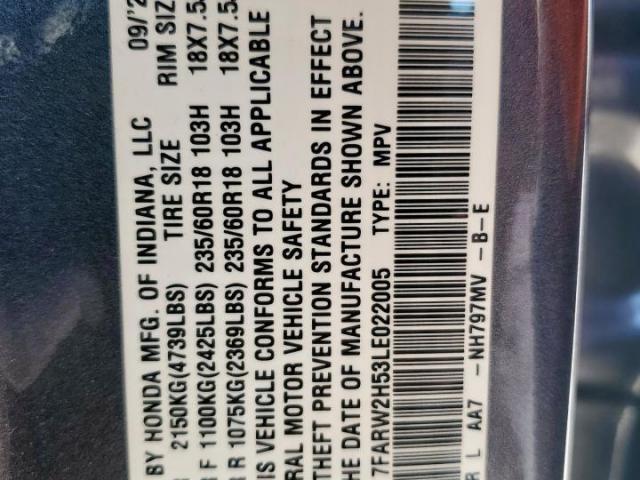 BY HONDA MFG. OF INDIANA, LLC 09/'2
2150KG(4739LBS) TIRE SIZE RIM SIZ
F 1100KG(2425LBS) 235/60R18 103H 18X7.5
R 1075KG(2369LBS) 235/60R18 103H 18X7.5
IS VEHICLE CONFORMS TO ALL APPLICABLE
RAL MOTOR VEHICLE SAFETY
THEFT PREVENTION STANDARDS IN EFFECT
HE DATE OF MANUFACTURE SHOWN ABOVE.
7FARW2H53LE022005 TYPE: MPV
R L AA7 -NH797MV -B-E